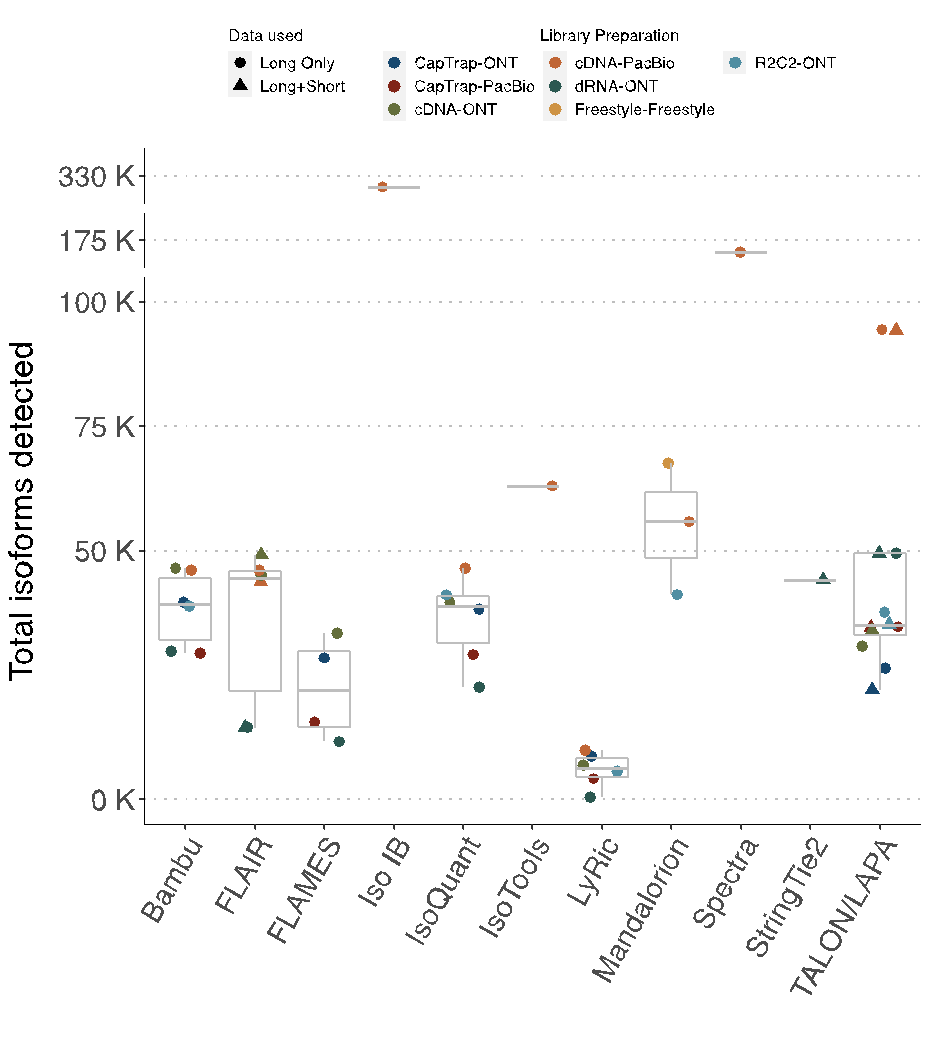 Data used
Library Preparation
Long Only
CapTrap-ONT
cDNA-PacBio
R2C2-ONT
Long+Short
CapTrap-PacBio
dRNA-ONT
cDNA-ONT
Freestyle-Freestyle
330 K
175 K
100 K
75 K
50 K
0 K
Total isoforms detected
Bambu
FLAIR
FLAMES
Iso IB
IsoQuant
IsoTools
LyRic
Mandalorion
Spectra
StringTie2
TALON/LAPA